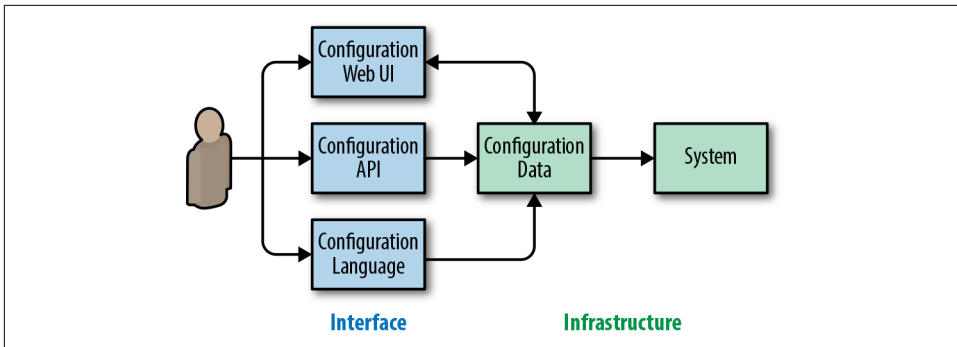 Configuration
Web UI
Configuration
API
Configuration
Data
System
Configuration
Language
Interface
Infrastructure